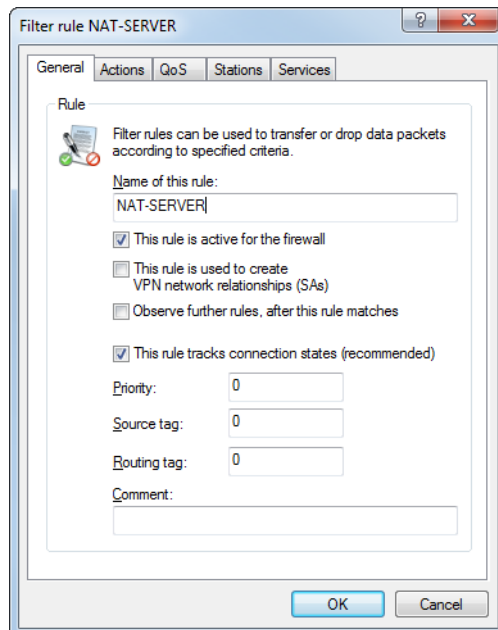 Filter rule NAT-SERVER
General Actions QoS Stations Services
Rule
Filter rules can be used to transfer or drop data packets
according to specified criteria.
Name of this rule:
NAT-SERVER
This rule is active for the firewall
This rule is used to create
VPN network relationships (SAs)
Observe further rules, after this rule matches
This rule tracks connection states (recommended)
Priority: 0
Source tag: 0
Routing tag: 0
Comment:
OK Cancel